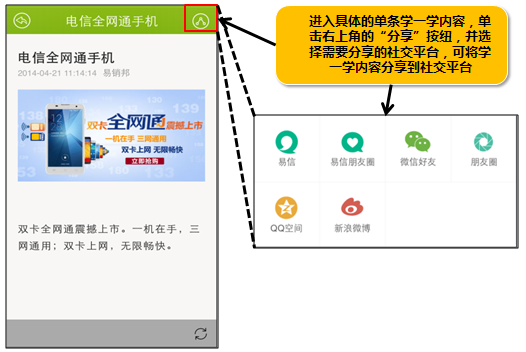 电信全网通手机
电信全网通手机
2014-04-21 11:14:14 易销邦
双卡 全网通 震撼上市
一机在手 三网通用
双卡上网 无限畅快
立即抢购
双卡全网通震撼上市。一机在手，三
网通用；双卡上网，无限畅快。
进入具体的单条学一学内容，单
击右上角的“分享”按纽，并选
择需要分享的社交平台，可将学
一学内容分享到社交平台
易信 易信朋友圈 微信好友 朋友圈
QQ空间 新浪微博